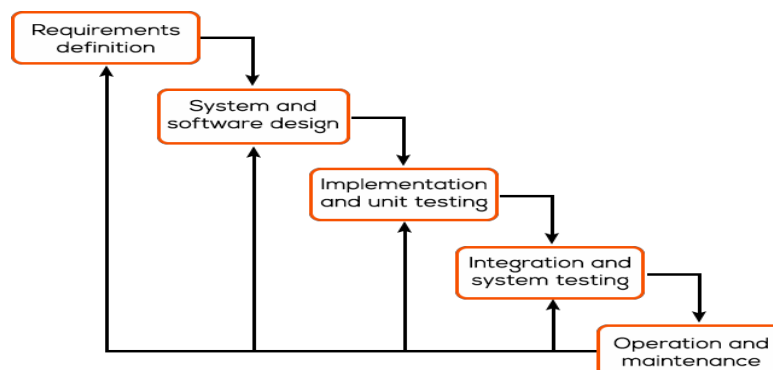 Requirements
definition
System and
software design
Implementation
and unit testing
Integration and
system testing
Operation and
maintenance